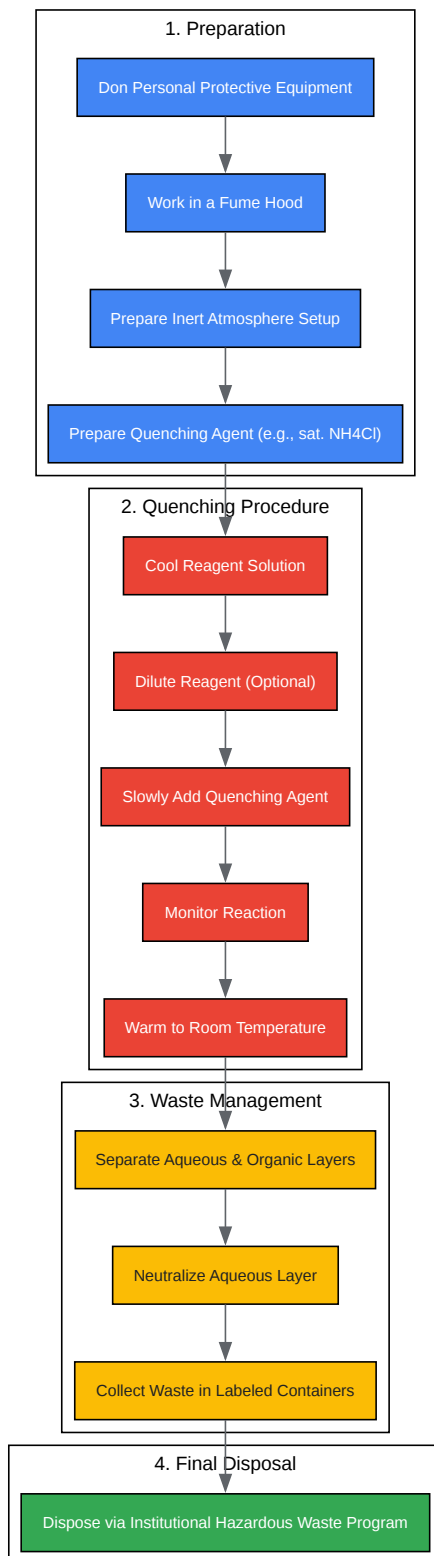 1. Preparation
Don Personal Protective Equipment
Work in a Fume Hood
Prepare Inert Atmosphere Setup
Prepare Quenching Agent (e.g., sat. NH4Cl)
2. Quenching Procedure
Cool Reagent Solution
Dilute Reagent (Optional)
Slowly Add Quenching Agent
Monitor Reaction
Warm to Room Temperature
3. Waste Management
Separate Aqueous & Organic Layers
Neutralize Aqueous Layer
Collect Waste in Labeled Containers
4. Final Disposal
Dispose via Institutional Hazardous Waste Program